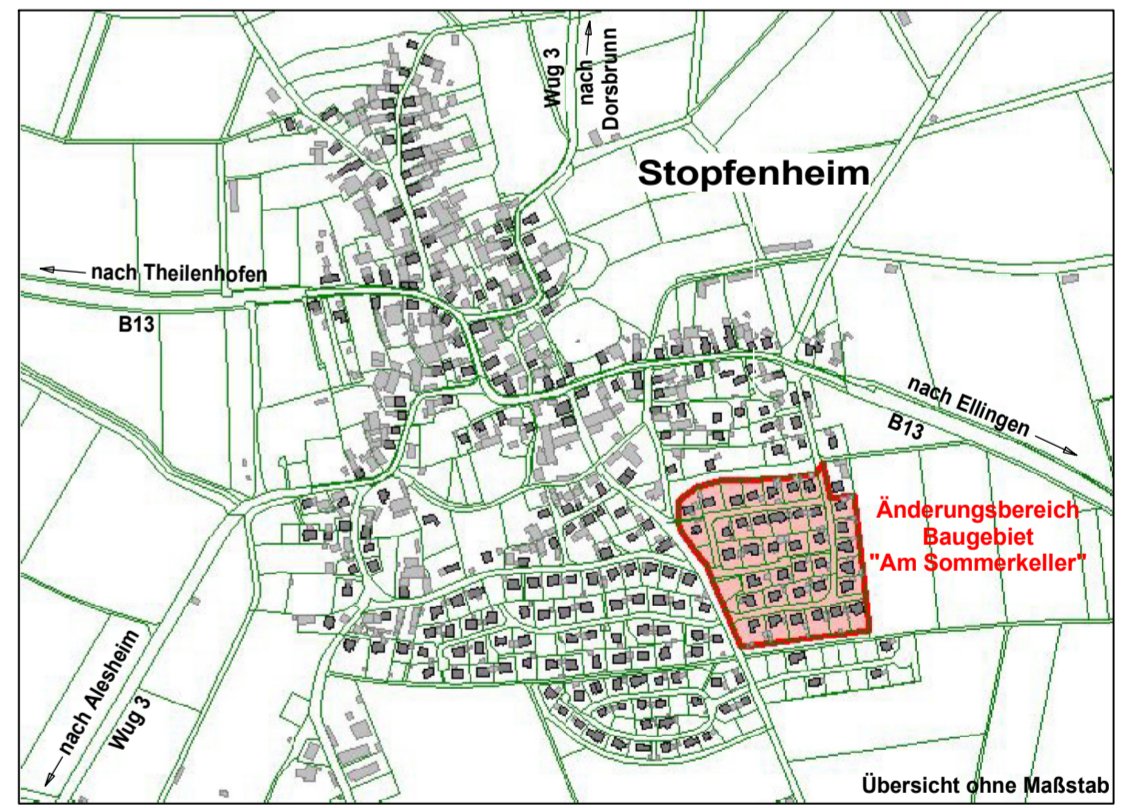 Wug 3
nach
Dorsbrunn
Stopfenheim
nach Theilenhofen
B13
nach Ellingen
B13
Änderungsbereich
Baugebiet
"Am Sommerkeller"
nach Alesheim
Wug 3
Übersicht ohne Maßstab